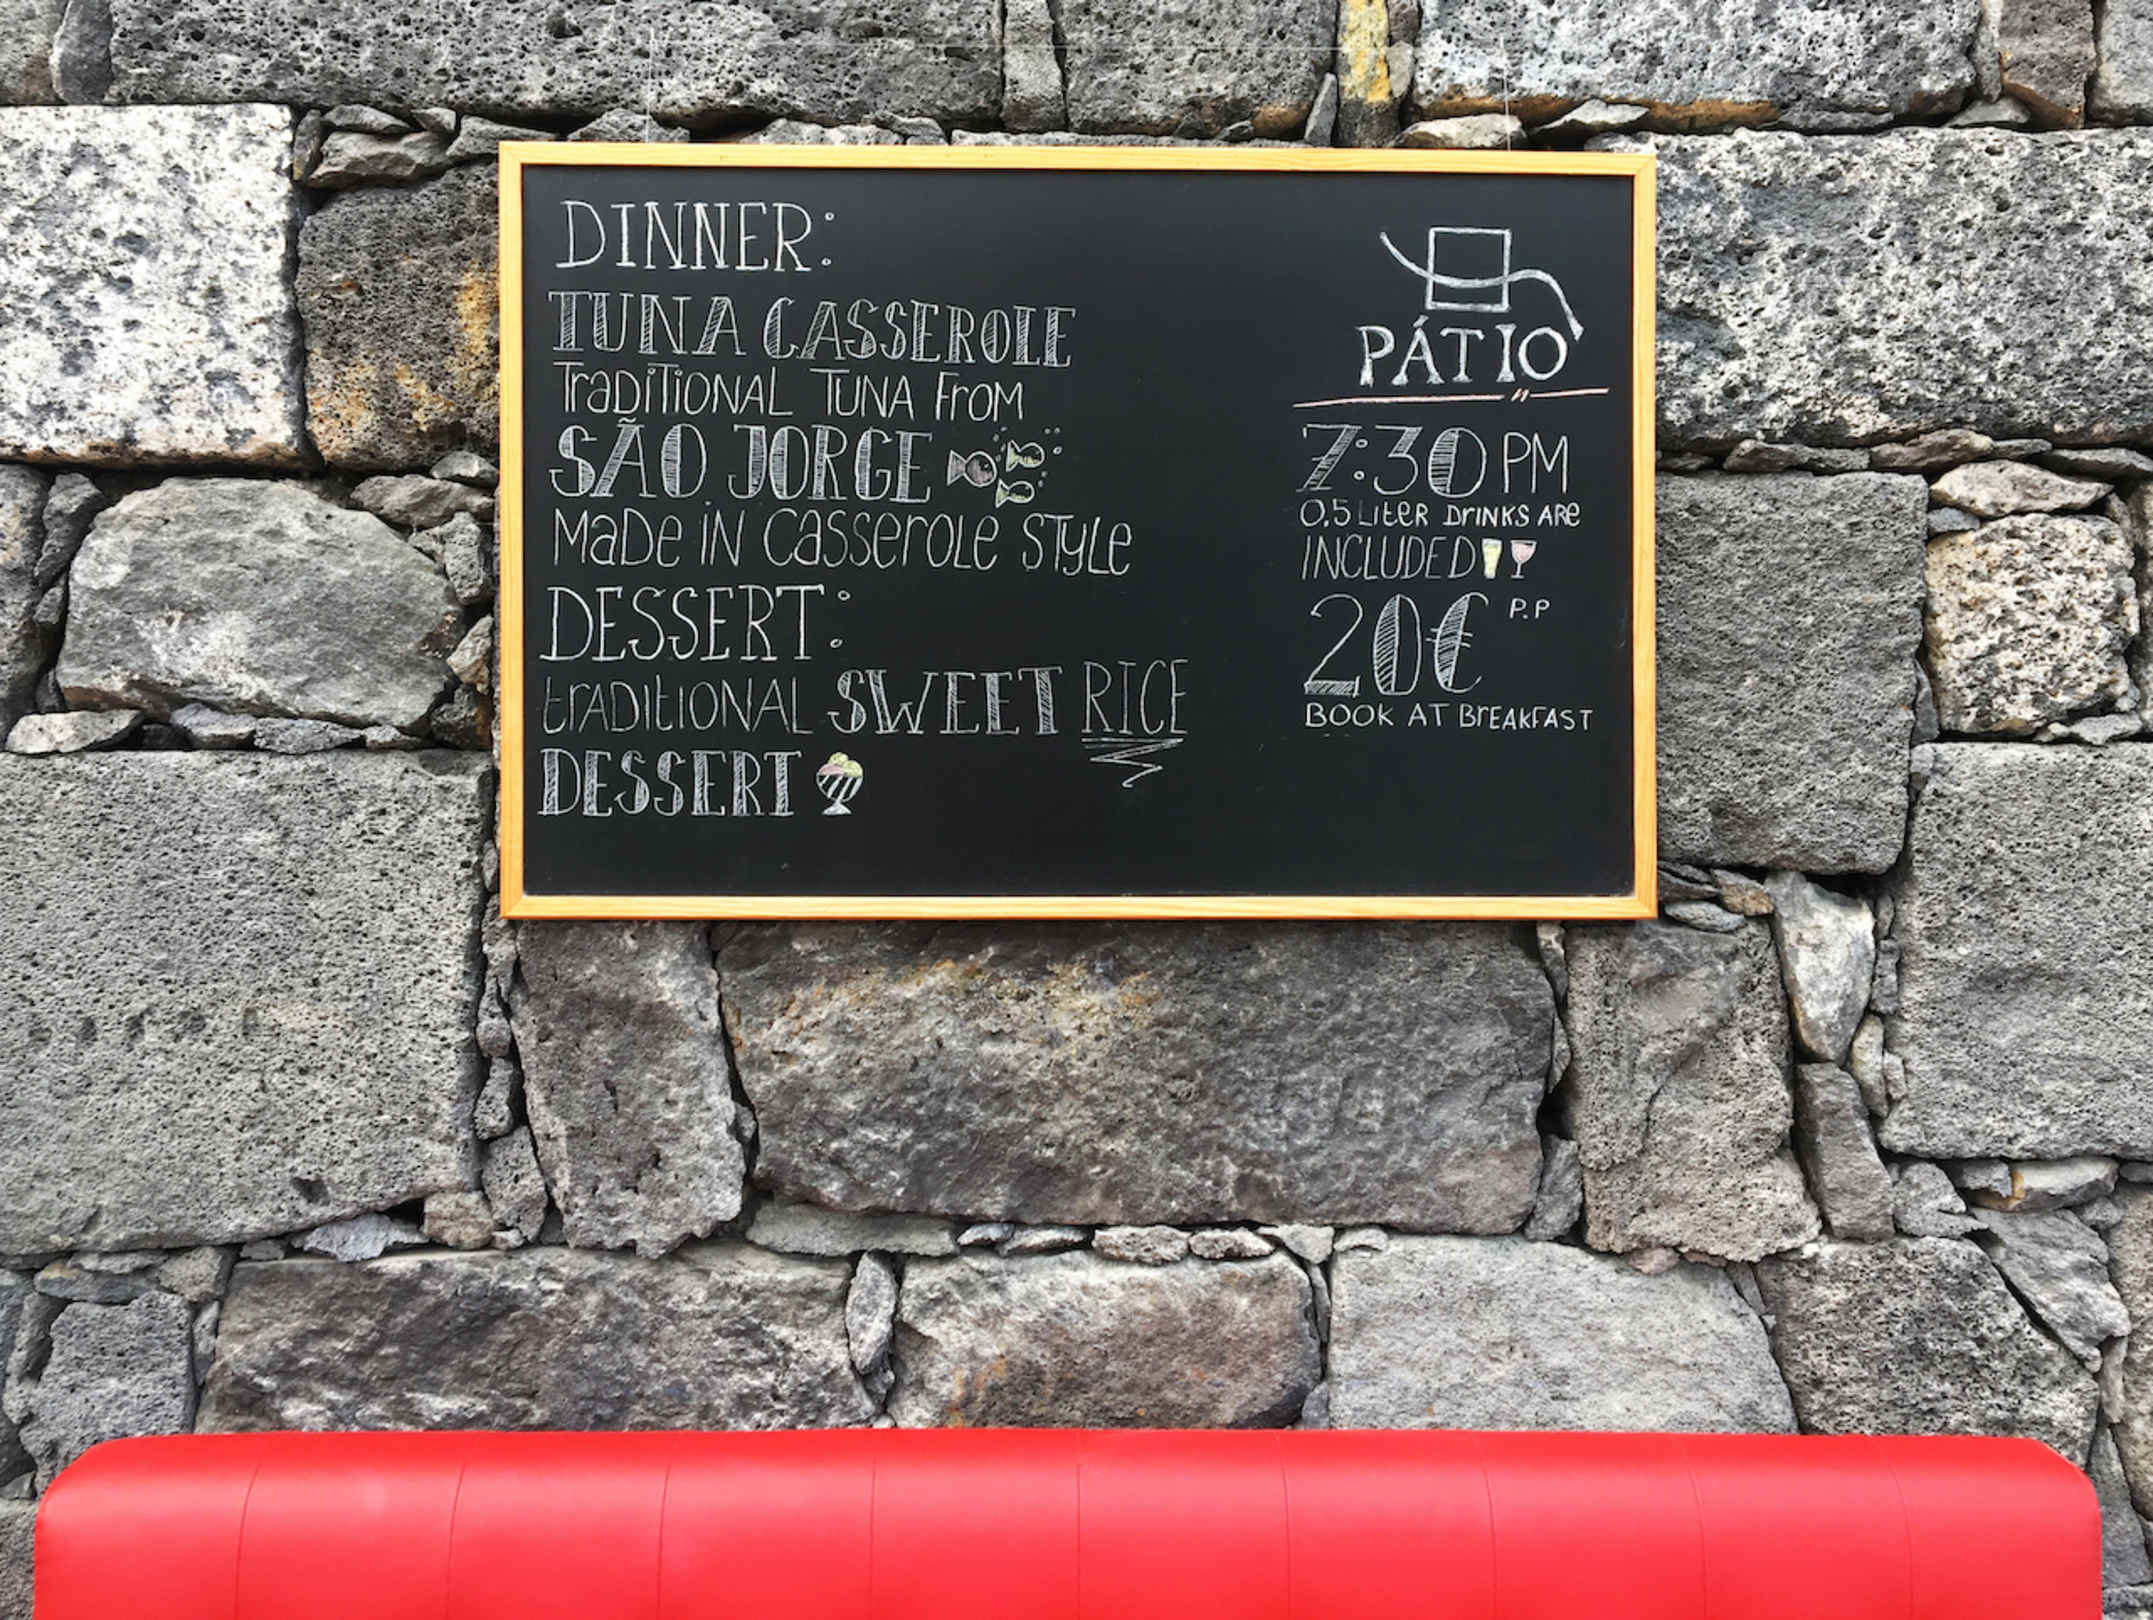 DINNER:
TUNA CASSEROLE
TraDiTiONAL TUNA FroM
SÃO JORGE
MaDe iN CasserOLe STyLe
DESSERT:
trADitiONAL SWEET RICE
DESSERT
PÁTIO
7:30 PM
0.5 LitER DrINKS ARe
INCLUDED
20€ P.P
BOOK AT BrEAKFAST